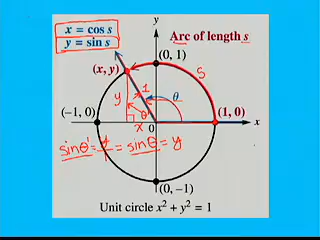 x = cos s
y = sin s
y
Arc of length s
(x, y)
(0, 1)
S
y
1
θ
θ'
(-1, 0)
(1, 0)
x
0
x
sinθ' = y/1 = sinθ = y
(0, -1)
Unit circle x² + y² = 1